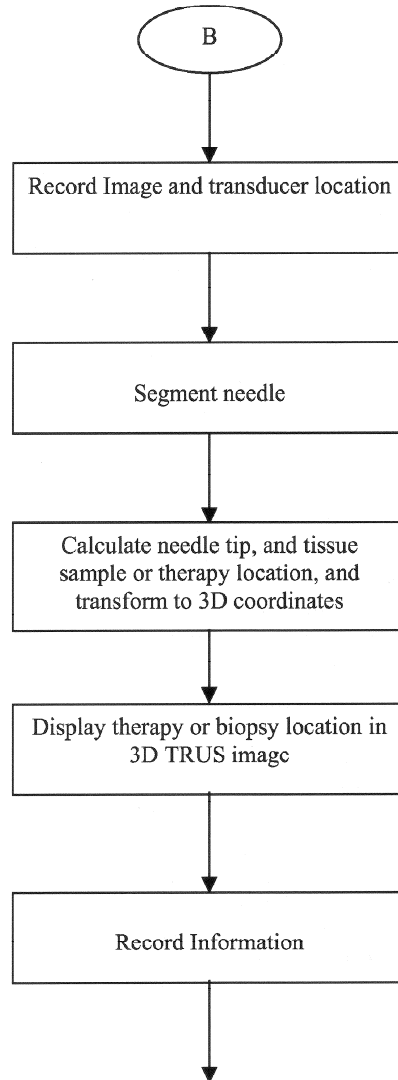 B
Record Image and transducer location
Segment needle
Calculate needle tip, and tissue
sample or therapy location, and
transform to 3D coordinates
Display therapy or biopsy location in
3D TRUS image
Record Information